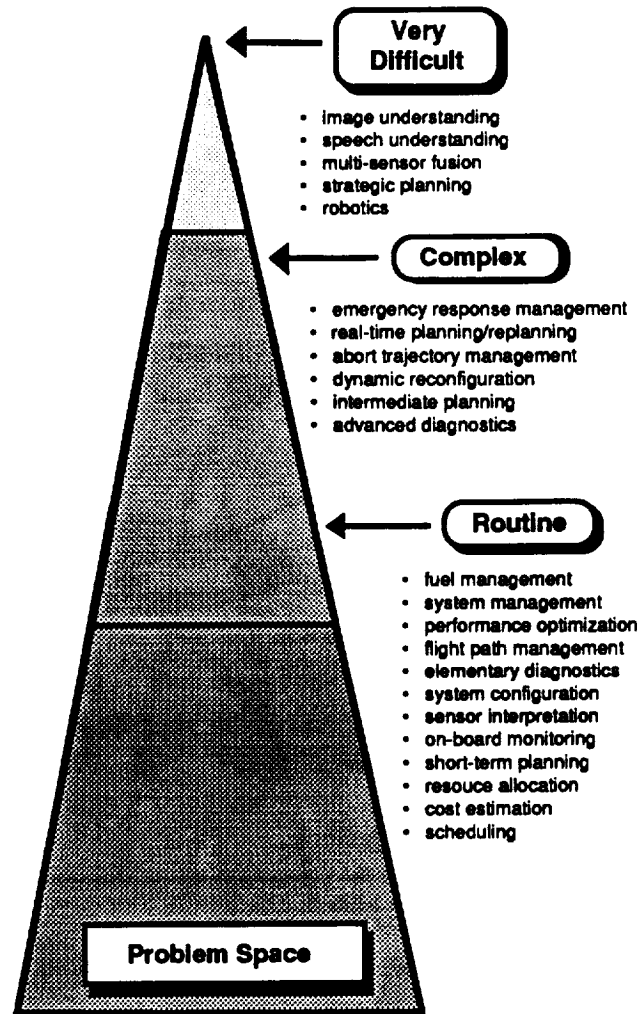 Very
Difficult
• image understanding
• speech understanding
• multi-sensor fusion
• strategic planning
• robotics
Complex
• emergency response management
• real-time planning/replanning
• abort trajectory management
• dynamic reconfiguration
• intermediate planning
• advanced diagnostics
Routine
• fuel management
• system management
• performance optimization
• flight path management
• elementary diagnostics
• system configuration
• sensor interpretation
• on-board monitoring
• short-term planning
• resouce allocation
• cost estimation
• scheduling
Problem Space